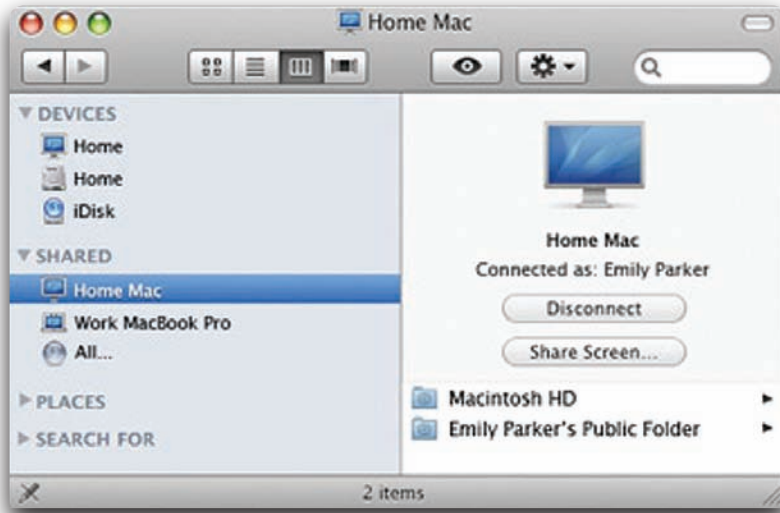 Home Mac
DEVICES
Home
Home
iDisk
SHARED
Home Mac
Work MacBook Pro
All...
PLACES
SEARCH FOR
Home Mac
Connected as: Emily Parker
Disconnect
Share Screen...
Macintosh HD
Emily Parker's Public Folder
2 items